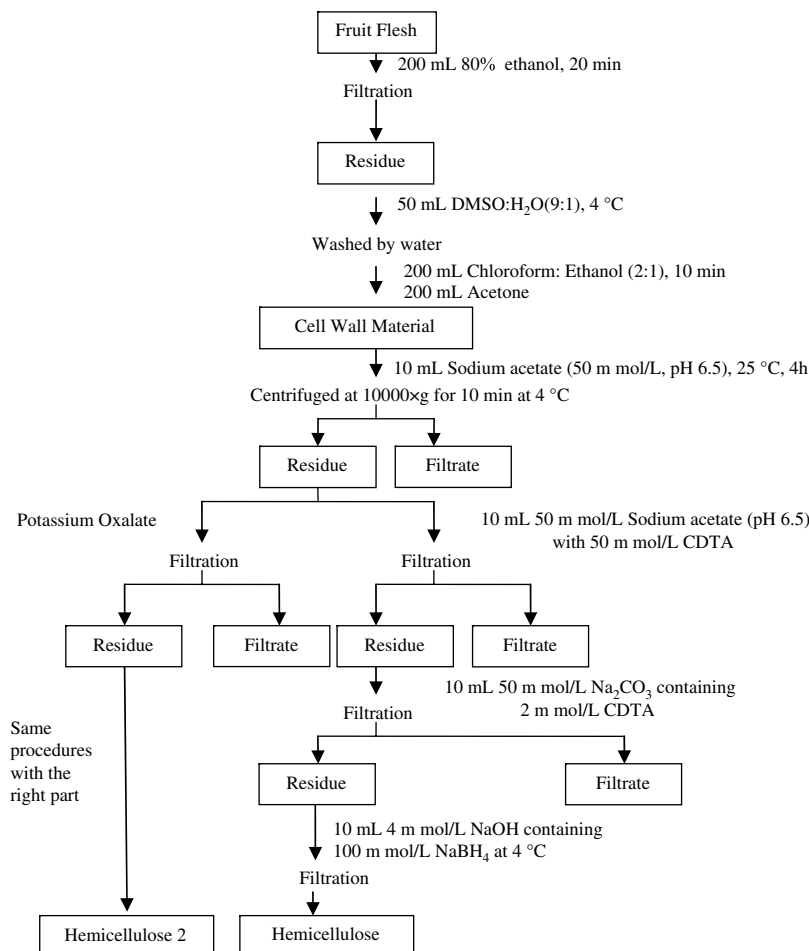 Fruit Flesh
200 mL 80% ethanol, 20 min
Filtration
Residue
50 mL DMSO:H₂O(9:1), 4 °C
Washed by water
200 mL Chloroform: Ethanol (2:1), 10 min
200 mL Acetone
Cell Wall Material
10 mL Sodium acetate (50 m mol/L, pH 6.5), 25 °C, 4h
Centrifuged at 10000×g for 10 min at 4 °C
Residue
Filtrate
Potassium Oxalate
10 mL 50 m mol/L Sodium acetate (pH 6.5)
with 50 m mol/L CDTA
Filtration
Filtration
Residue
Filtrate
Residue
Filtrate
10 mL 50 m mol/L Na₂CO₃ containing
2 m mol/L CDTA
Filtration
Same
procedures
with the
right part
Residue
Filtrate
10 mL 4 m mol/L NaOH containing
100 m mol/L NaBH₄ at 4 °C
Filtration
Hemicellulose 2
Hemicellulose